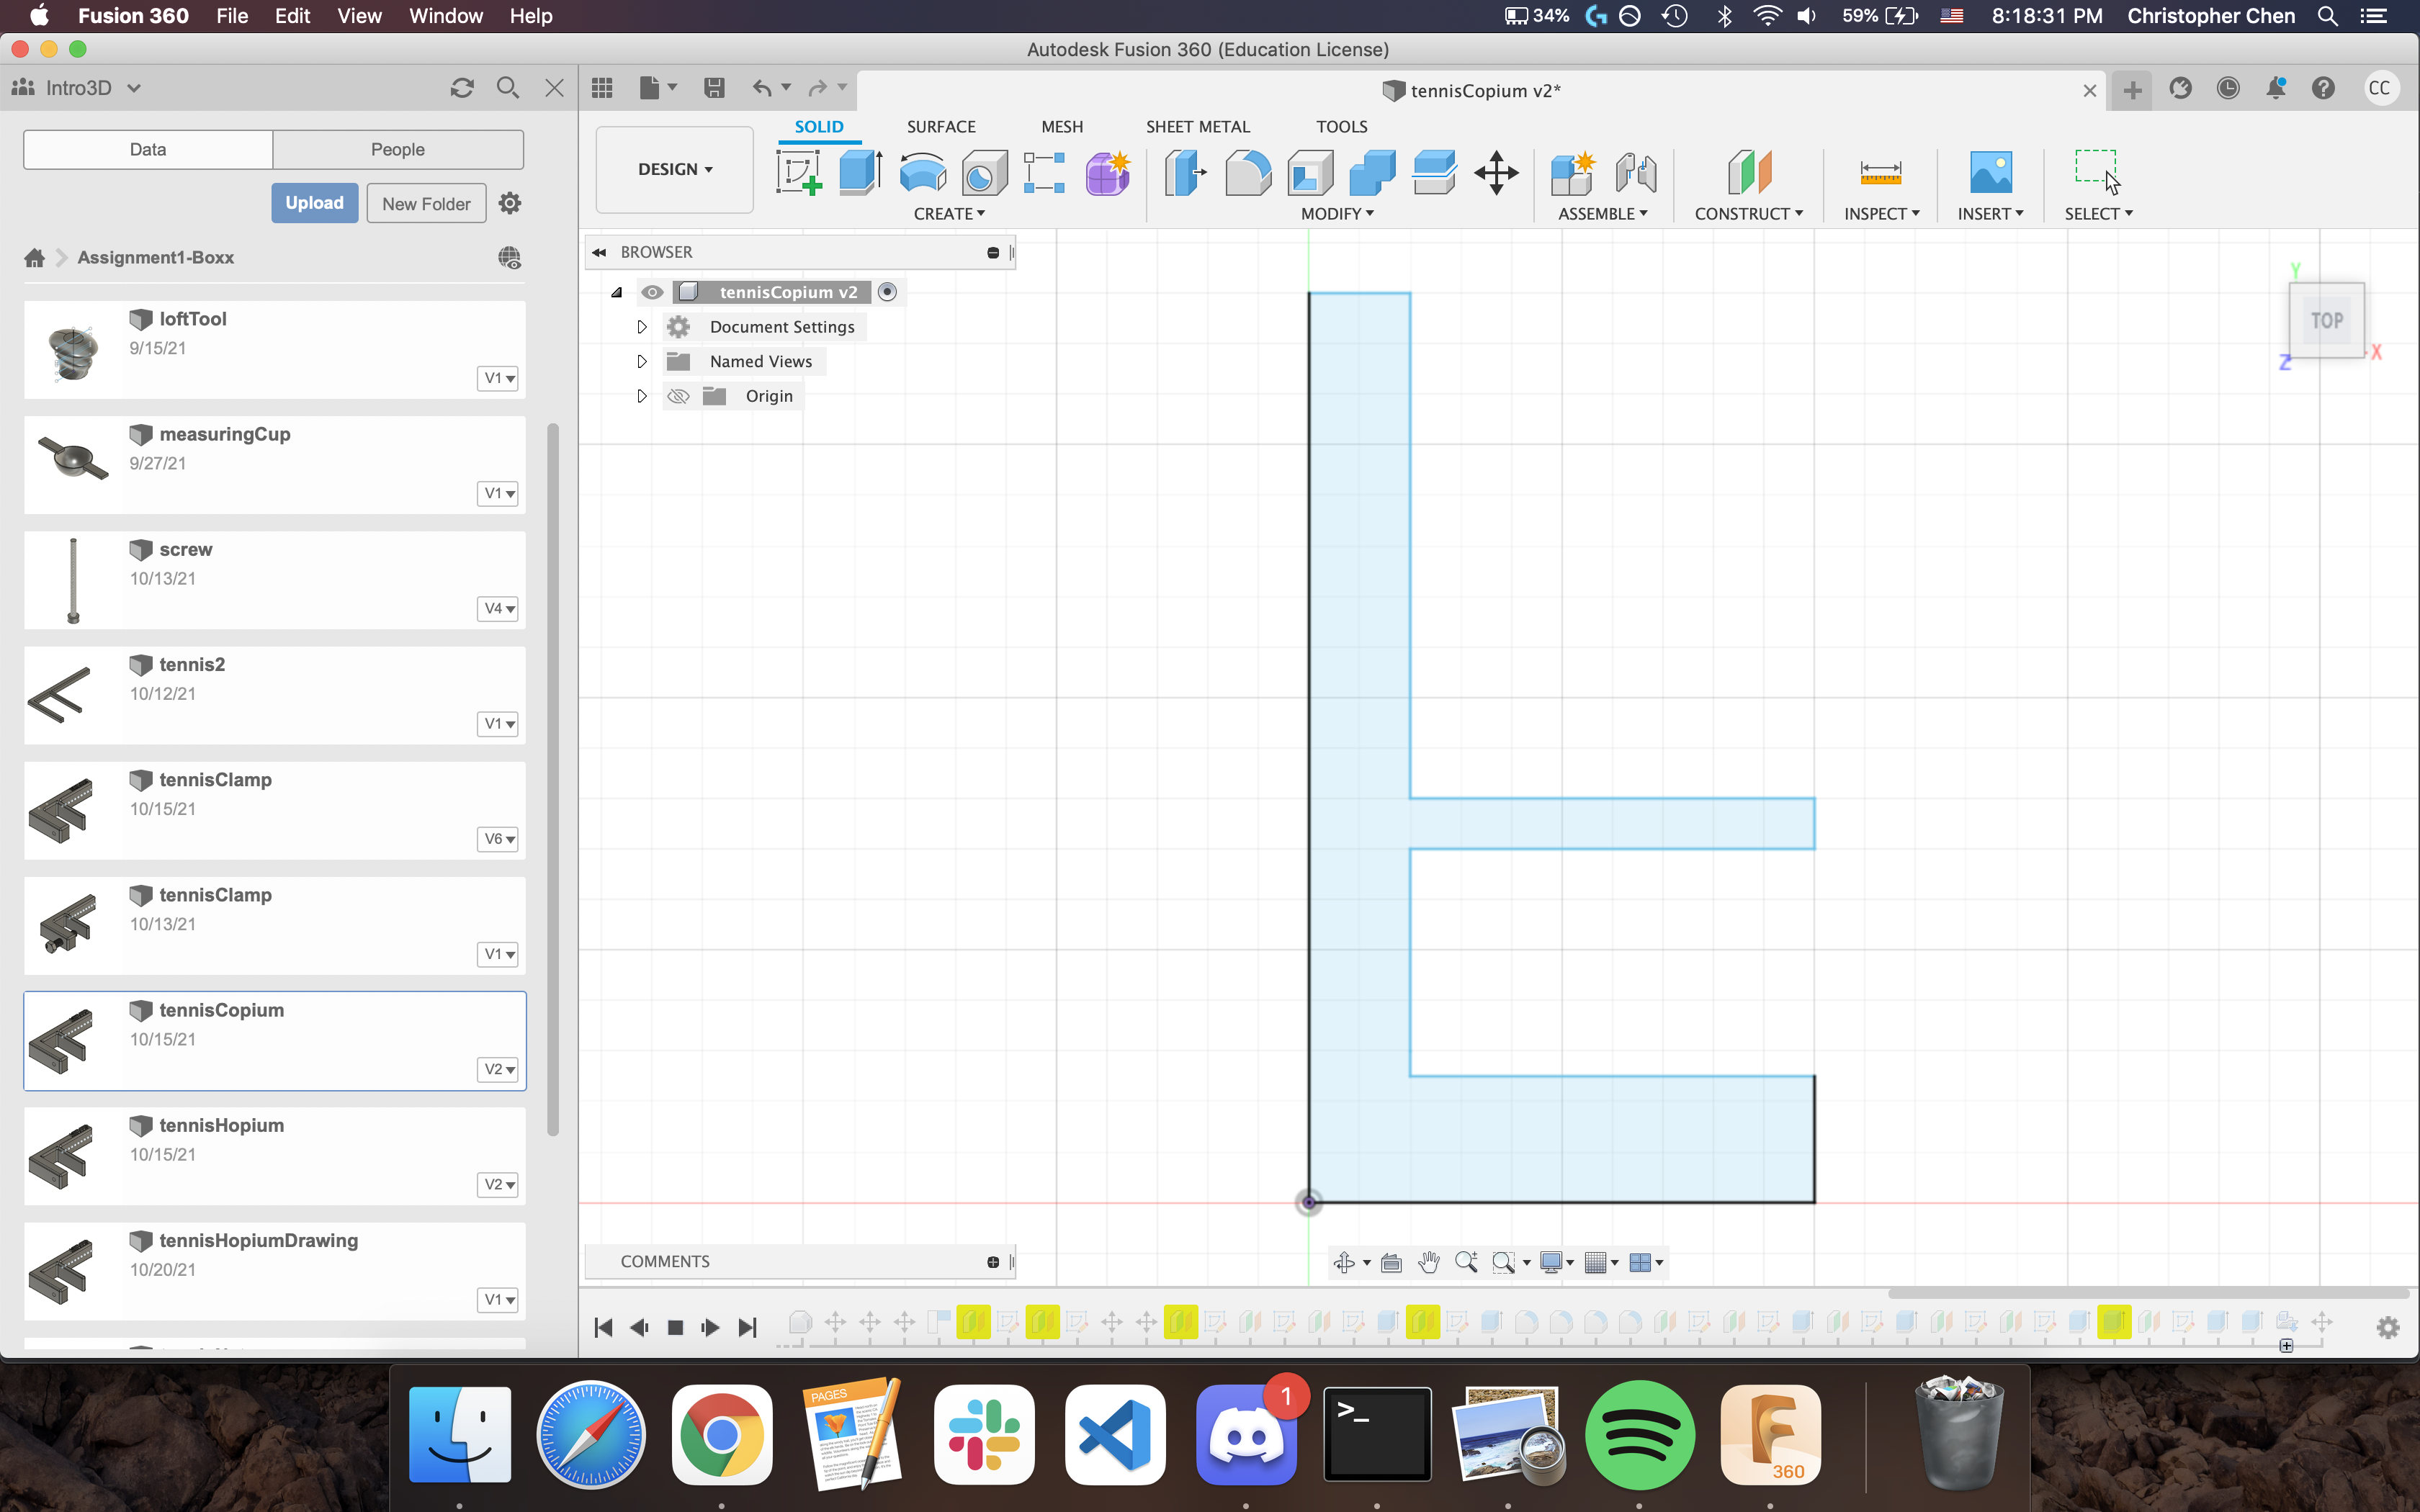 Fusion 360 File Edit View Window Help
34% 59% 8:18:31 PM Christopher Chen
Autodesk Fusion 360 (Education License)
Intro3D
tennisCopium v2*
CC
Data People
Upload New Folder
Assignment1-Boxx
loftTool
9/15/21
V1
measuringCup
9/27/21
V1
screw
10/13/21
V4
tennis2
10/12/21
V1
tennisClamp
10/15/21
V6
tennisClamp
10/13/21
V1
tennisCopium
10/15/21
V2
tennisHopium
10/15/21
V2
tennisHopiumDrawing
10/20/21
V1
SOLID SURFACE MESH SHEET METAL TOOLS
DESIGN
CREATE MODIFY ASSEMBLE CONSTRUCT INSPECT INSERT SELECT
BROWSER
tennisCopium v2
Document Settings
Named Views
Origin
Y
TOP
X
Z
COMMENTS
PAGES
1
>_
360